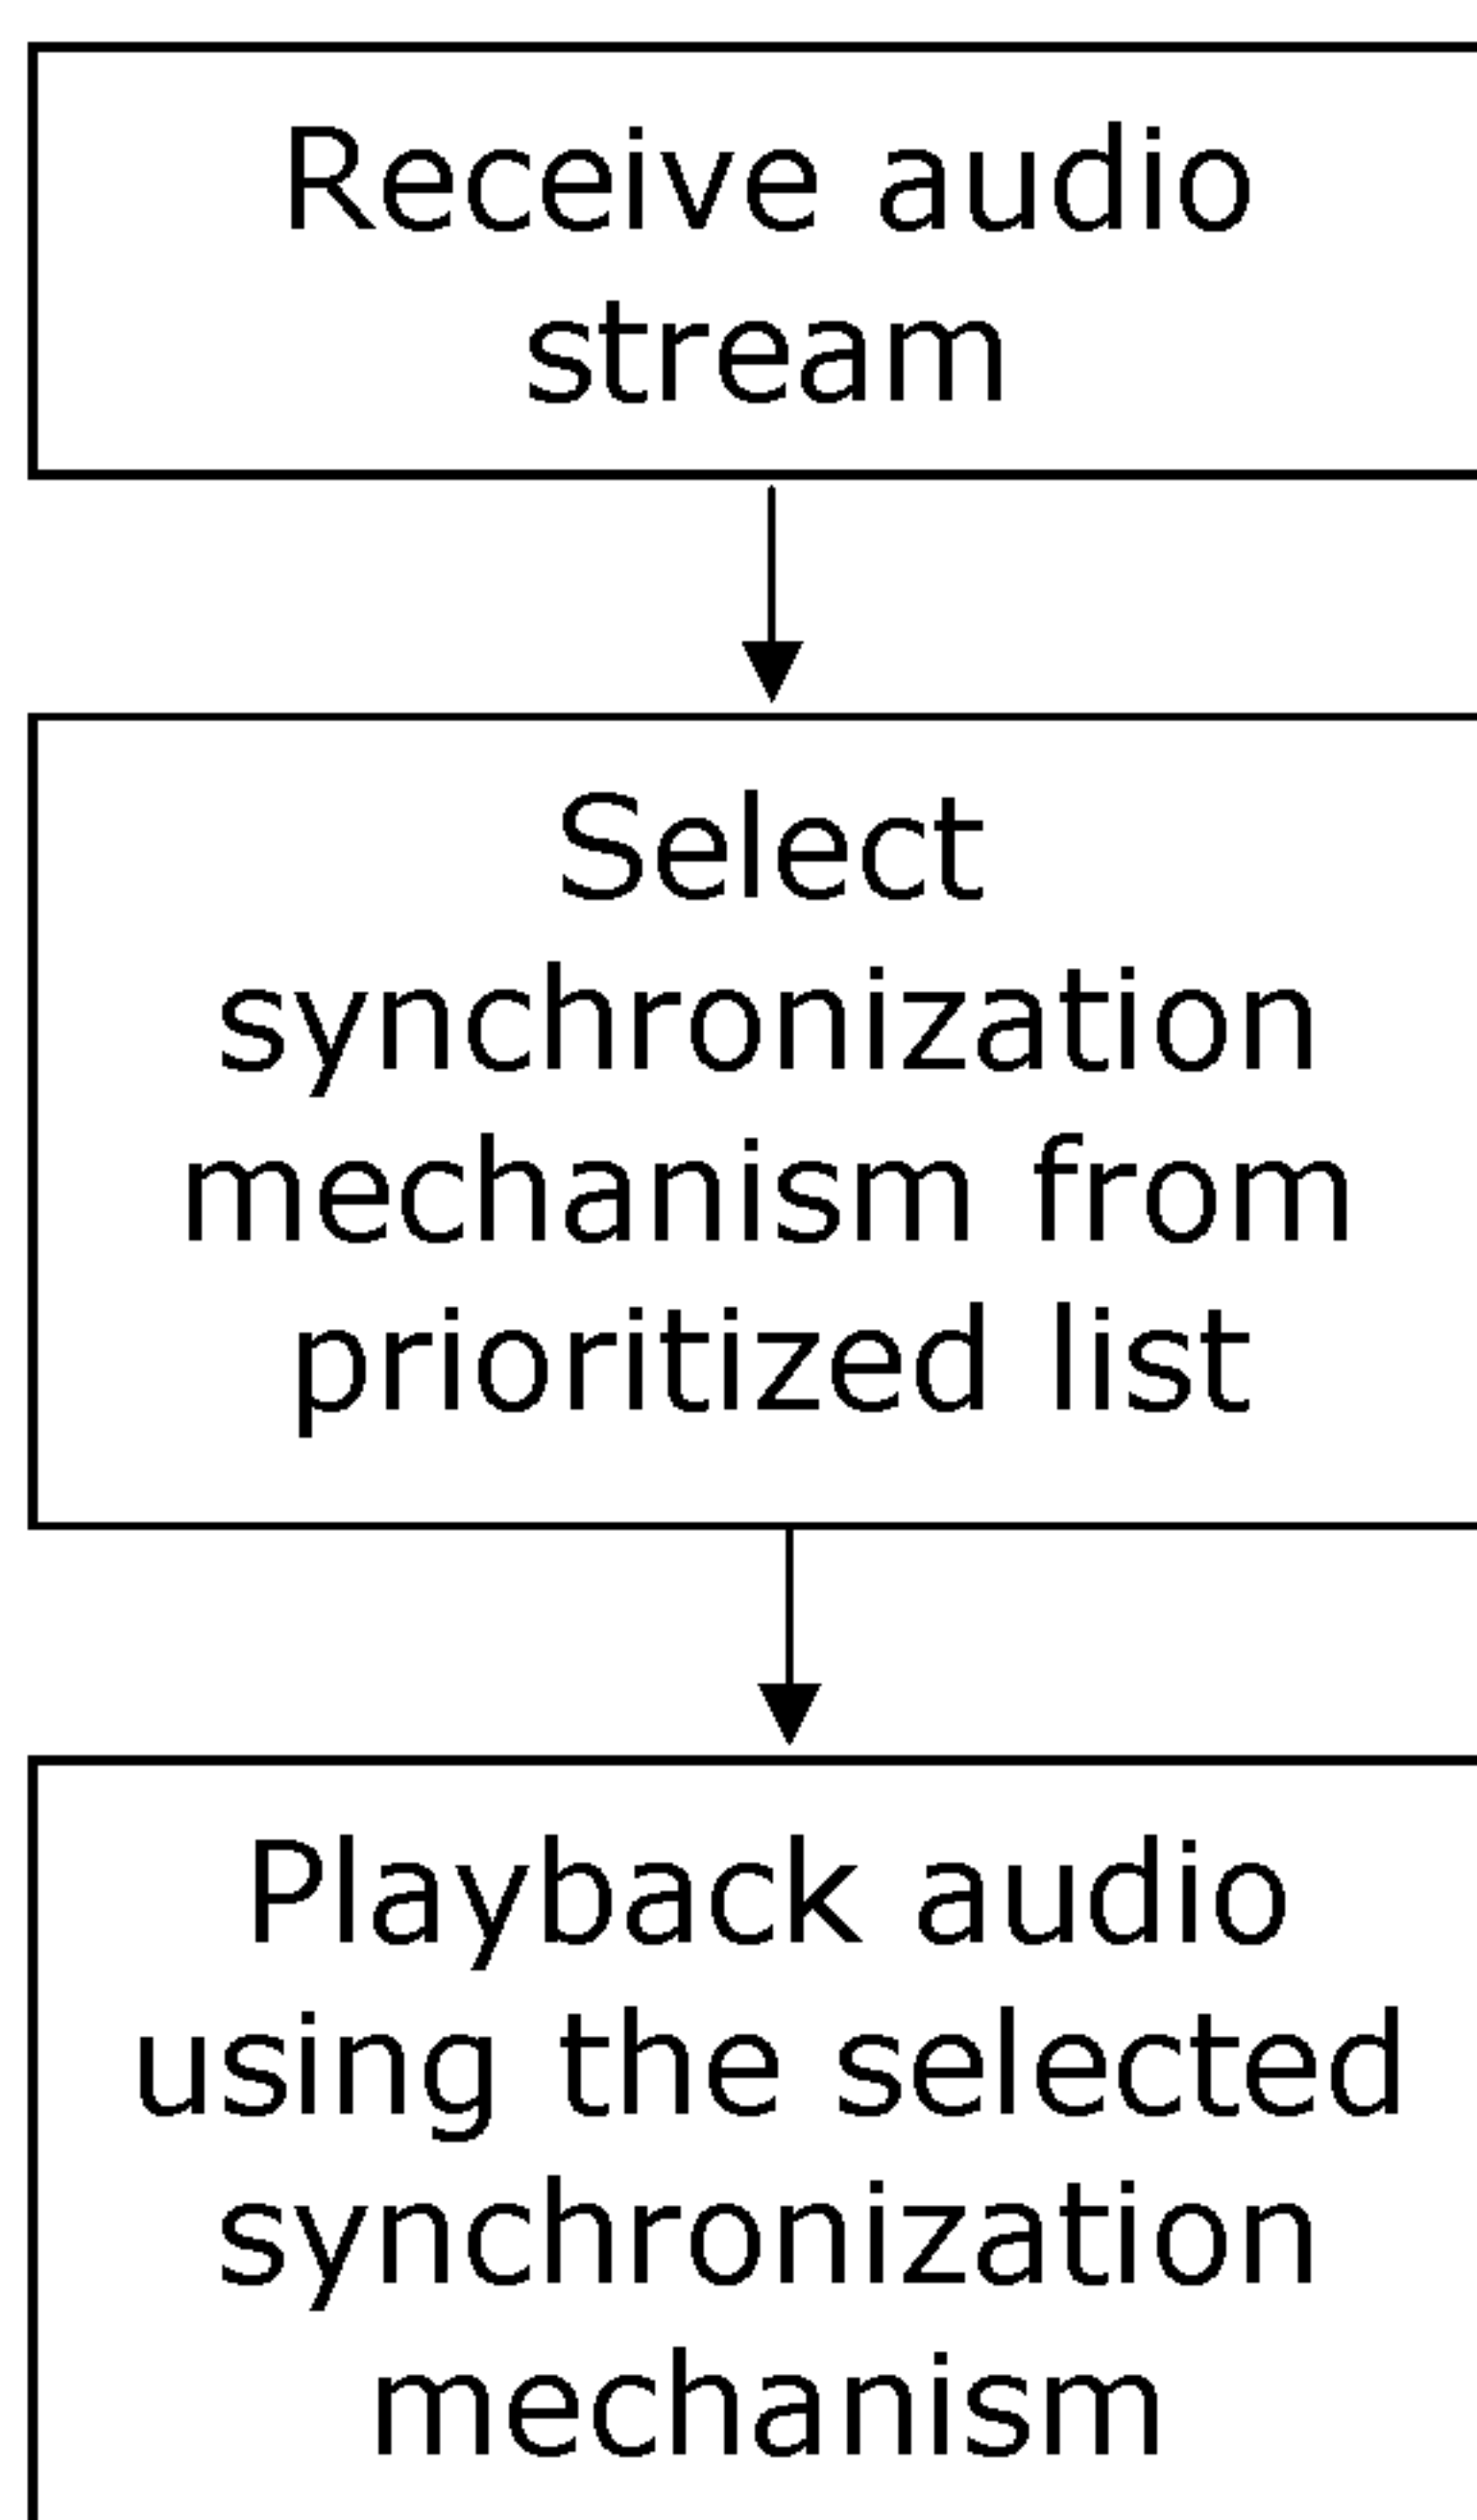 Receive audio
stream
Select
synchronization
mechanism from
prioritized list
Playback audio
using the selected
synchronization
mechanism